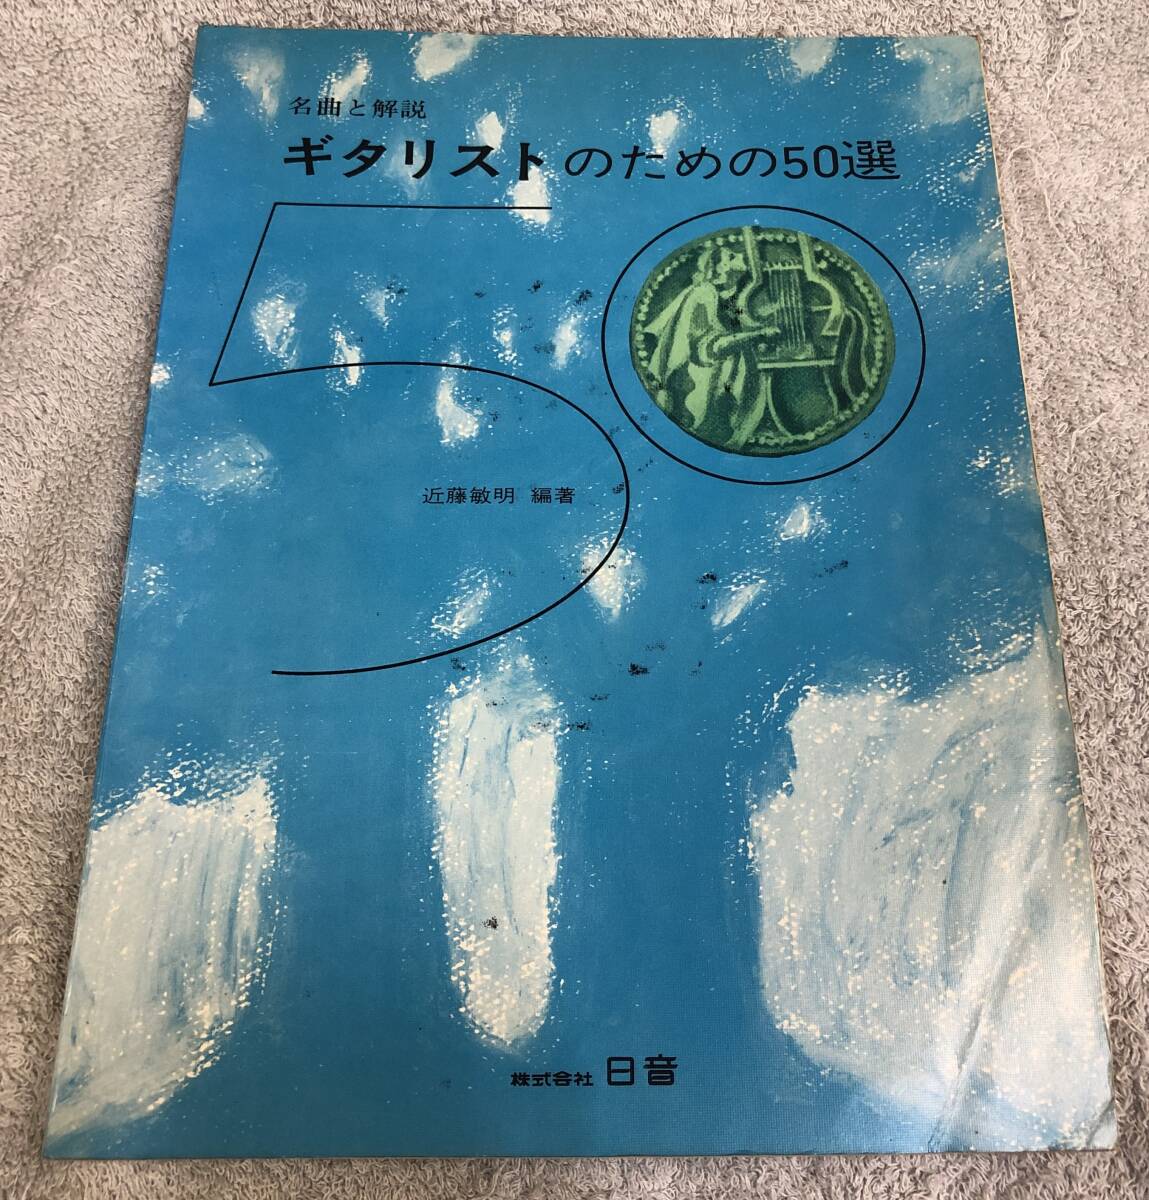 名曲と解説
ギタリストのための50選
50
近藤敏明 編著
株式会社 日音